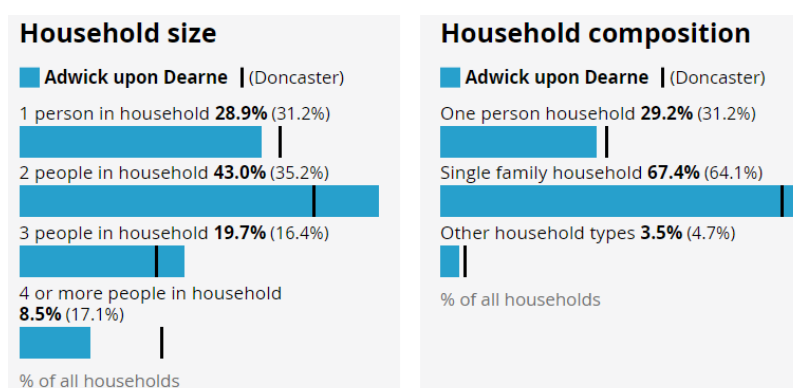 Household size
Adwick upon Dearne | (Doncaster)
1 person in household 28.9% (31.2%)
2 people in household 43.0% (35.2%)
3 people in household 19.7% (16.4%)
4 or more people in household
8.5% (17.1%)
% of all households
Household composition
Adwick upon Dearne | (Doncaster)
One person household 29.2% (31.2%)
Single family household 67.4% (64.1%)
Other household types 3.5% (4.7%)
% of all households